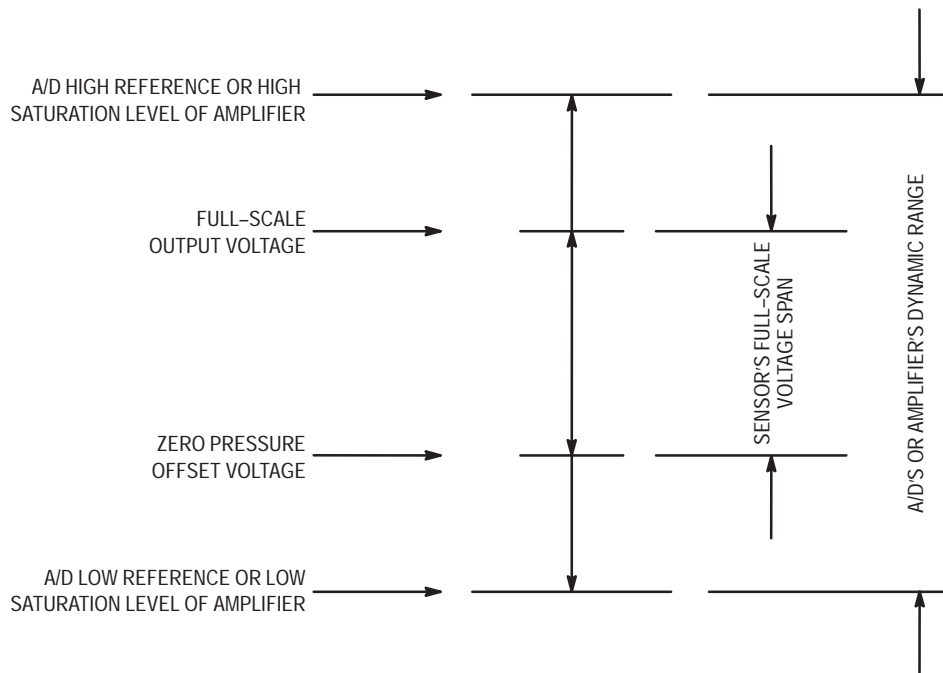 A/D HIGH REFERENCE OR HIGH
SATURATION LEVEL OF AMPLIFIER
FULL–SCALE
OUTPUT VOLTAGE
ZERO PRESSURE
OFFSET VOLTAGE
A/D LOW REFERENCE OR LOW
SATURATION LEVEL OF AMPLIFIER
SENSOR'S FULL–SCALE
VOLTAGE SPAN
A/D'S OR AMPLIFIER'S DYNAMIC RANGE